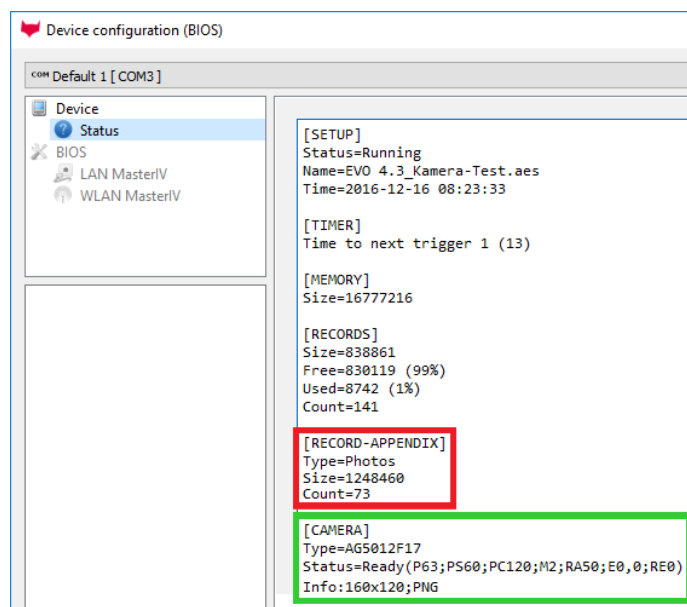 Device configuration (BIOS)
COM Default 1 [ COM3 ]
Device
Status
BIOS
LAN MasterIV
WLAN MasterIV
[SETUP]
Status=Running
Name=EVO 4.3_Kamera-Test.aes
Time=2016-12-16 08:23:33
[TIMER]
Time to next trigger 1 (13)
[MEMORY]
Size=16777216
[RECORDS]
Size=838861
Free=830119 (99%)
Used=8742 (1%)
Count=141
[RECORD-APPENDIX]
Type=Photos
Size=1248460
Count=73
[CAMERA]
Type=AG5012F17
Status=Ready(P63;PS60;PC120;M2;RA50;E0,0;RE0)
Info:160x120;PNG